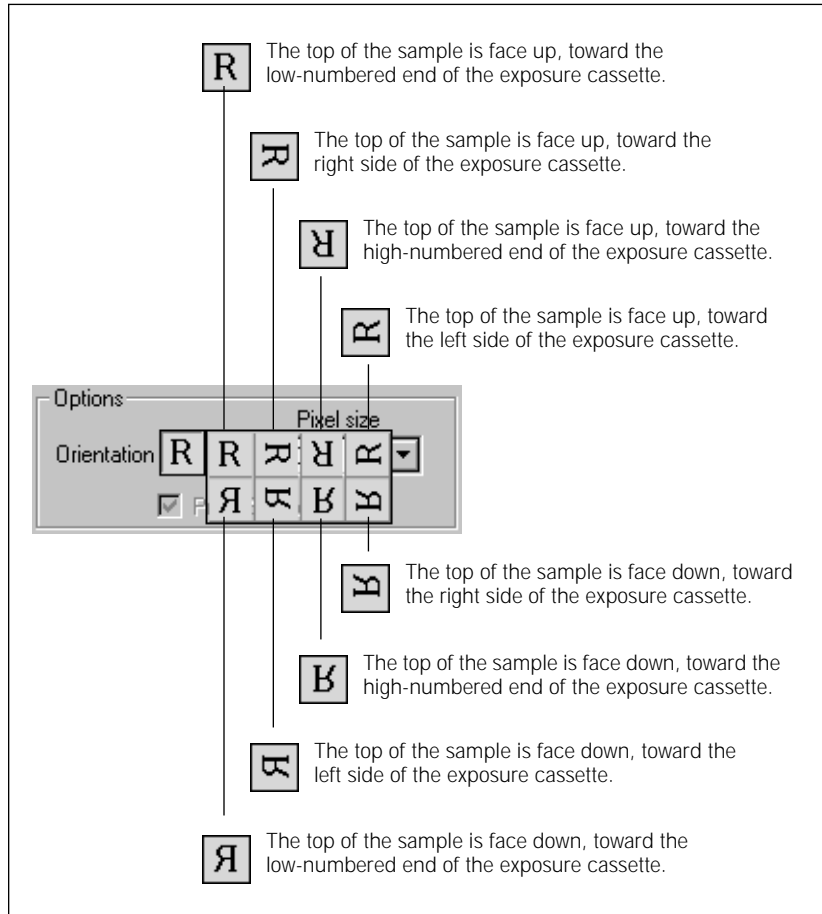 R
The top of the sample is face up, toward the
low-numbered end of the exposure cassette.
R
The top of the sample is face up, toward the
right side of the exposure cassette.
R
The top of the sample is face up, toward the
high-numbered end of the exposure cassette.
R
The top of the sample is face up, toward
the left side of the exposure cassette.
Options
Pixel size
Orientation R R R R R
P R R R R
R
The top of the sample is face down, toward
the right side of the exposure cassette.
R
The top of the sample is face down, toward the
high-numbered end of the exposure cassette.
R
The top of the sample is face down, toward the
left side of the exposure cassette.
R
The top of the sample is face down, toward the
low-numbered end of the exposure cassette.